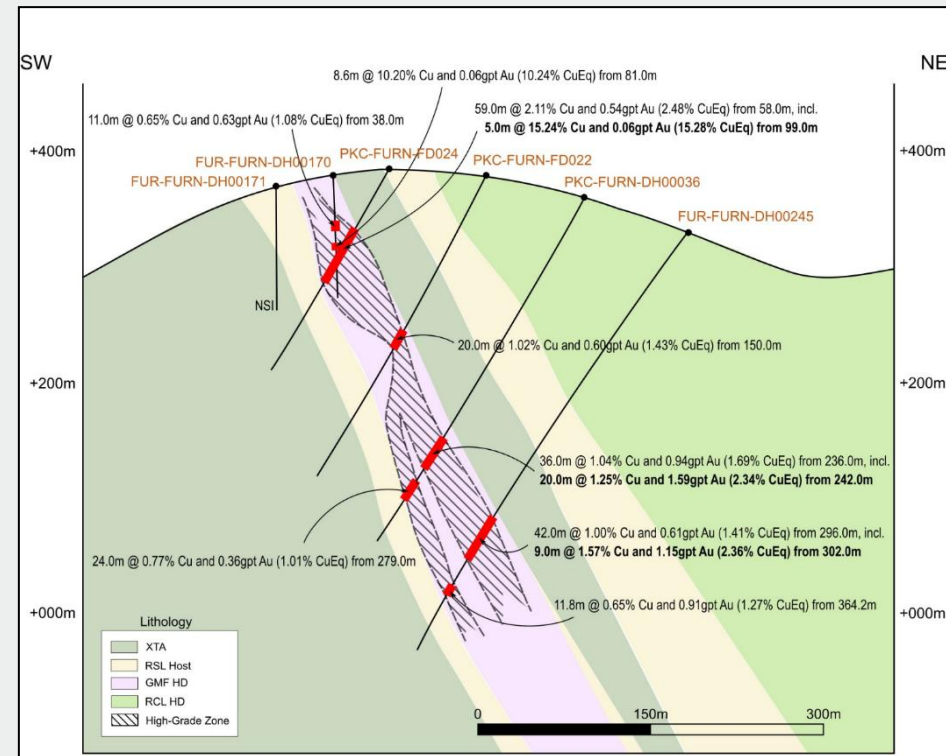 SW
NE
8.6m @ 10.20% Cu and 0.06gpt Au (10.24% CuEq) from 81.0m
59.0m @ 2.11% Cu and 0.54gpt Au (2.48% CuEq) from 58.0m, incl.
5.0m @ 15.24% Cu and 0.06gpt Au (15.28% CuEq) from 99.0m
11.0m @ 0.65% Cu and 0.63gpt Au (1.08% CuEq) from 38.0m
+400m
+400m
FUR-FURN-DH00170
PKC-FURN-FD024
PKC-FURN-FD022
FUR-FURN-DH00171
PKC-FURN-DH00036
FUR-FURN-DH00245
NSI
20.0m @ 1.02% Cu and 0.60gpt Au (1.43% CuEq) from 150.0m
+200m
+200m
36.0m @ 1.04% Cu and 0.94gpt Au (1.69% CuEq) from 236.0m, incl.
20.0m @ 1.25% Cu and 1.59gpt Au (2.34% CuEq) from 242.0m
42.0m @ 1.00% Cu and 0.61gpt Au (1.41% CuEq) from 296.0m, incl.
9.0m @ 1.57% Cu and 1.15gpt Au (2.36% CuEq) from 302.0m
24.0m @ 0.77% Cu and 0.36gpt Au (1.01% CuEq) from 279.0m
11.8m @ 0.65% Cu and 0.91gpt Au (1.27% CuEq) from 364.2m
+000m
+000m
Lithology
XTA
RSL Host
GMF HD
RCL HD
High-Grade Zone
0
150m
300m